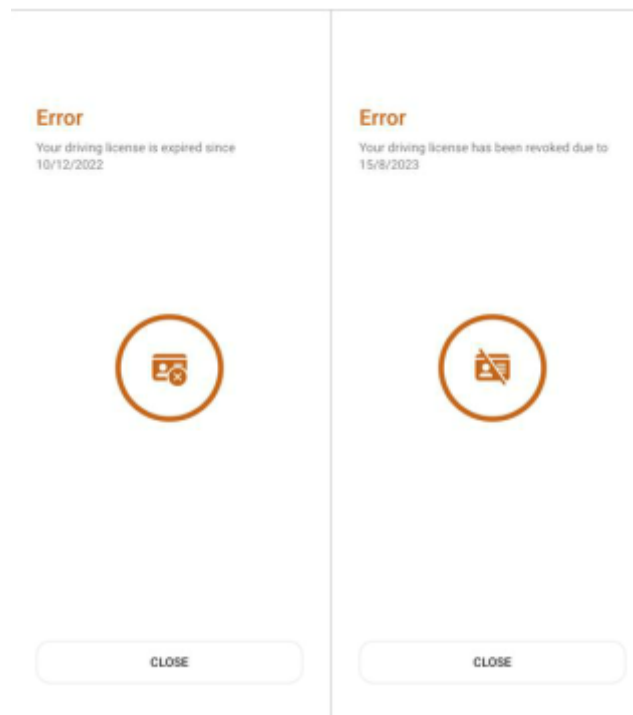 Error
Your driving license is expired since
10/12/2022
CLOSE
Error
Your driving license has been revoked due to
15/8/2023
CLOSE